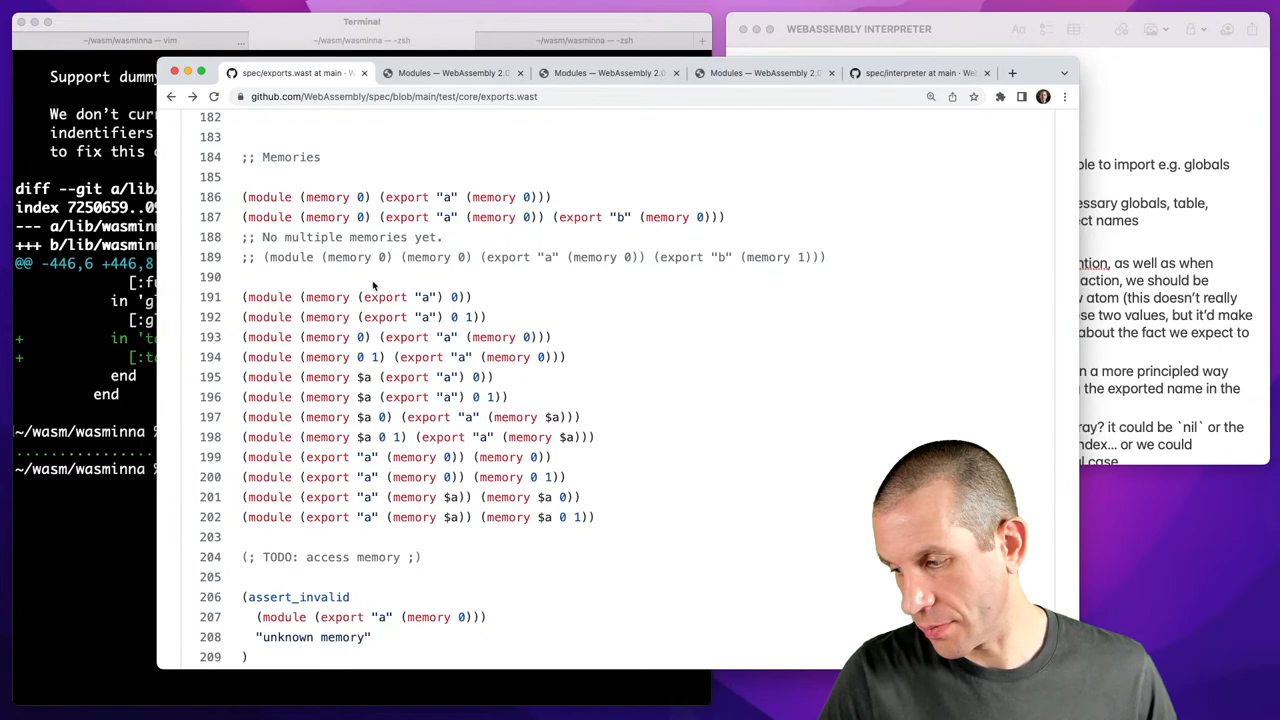 Terminal
WEBASSEMBLY INTERPRETER
~/wasm/wasminna — vim
...
~/wasm/wasminna — -zsh
~/wasm/wasminna — -zsh
spec/exports.wast at main · W
Modules — WebAssembly 2.0
Modules — WebAssembly 2.0
Modules — WebAssembly 2.0
spec/interpreter at main · We
github.com/WebAssembly/spec/blob/main/test/core/exports.wast
Support dummy
We don't curr
indentifiers
to fix this
diff --git a/lib/
index 7250659..09
--- a/lib/wasminn
+++ b/lib/wasminn
@@ -446,6 +446,8
[:fu
in 'gl
[:gl
+ in 'to
+ [:to
end
end
~/wasm/wasminna %
~/wasm/wasminna %
182
183
184 ;; Memories
185
186 (module (memory 0) (export "a" (memory 0)))
187 (module (memory 0) (export "a" (memory 0)) (export "b" (memory 0)))
188 ;; No multiple memories yet.
189 ;; (module (memory 0) (memory 0) (export "a" (memory 0)) (export "b" (memory 1)))
190
191 (module (memory (export "a") 0))
192 (module (memory (export "a") 0 1))
193 (module (memory 0) (export "a" (memory 0)))
194 (module (memory 0 1) (export "a" (memory 0)))
195 (module (memory $a (export "a") 0))
196 (module (memory $a (export "a") 0 1))
197 (module (memory $a 0) (export "a" (memory $a)))
198 (module (memory $a 0 1) (export "a" (memory $a)))
199 (module (export "a" (memory 0)) (memory 0))
200 (module (export "a" (memory 0)) (memory 0 1))
201 (module (export "a" (memory $a)) (memory $a 0))
202 (module (export "a" (memory $a)) (memory $a 0 1))
203
204 (; TODO: access memory ;)
205
206 (assert_invalid
207 (module (export "a" (memory 0)))
208 "unknown memory"
209 )
ble to import e.g. globals
essary globals, table,
ect names
ention, as well as when
action, we should be
w atom (this doesn't really
ese two values, but it'd make
about the fact we expect to
n a more principled way
g the exported name in the
ray? it could be `nil` or the
ndex... or we could
al case